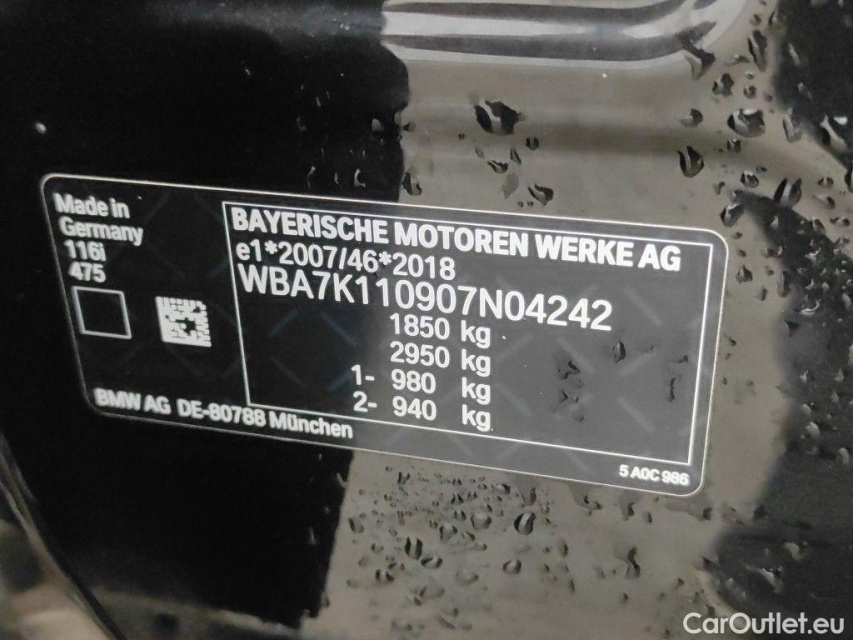 Made in
Germany
116i
475
BAYERISCHE MOTOREN WERKE AG
e1*2007/46*2018
WBA7K110907N04242
1850 kg
2950 kg
1- 980 kg
2- 940 kg
BMW AG DE-80788 München
5 A0C 986
CarOutlet.eu